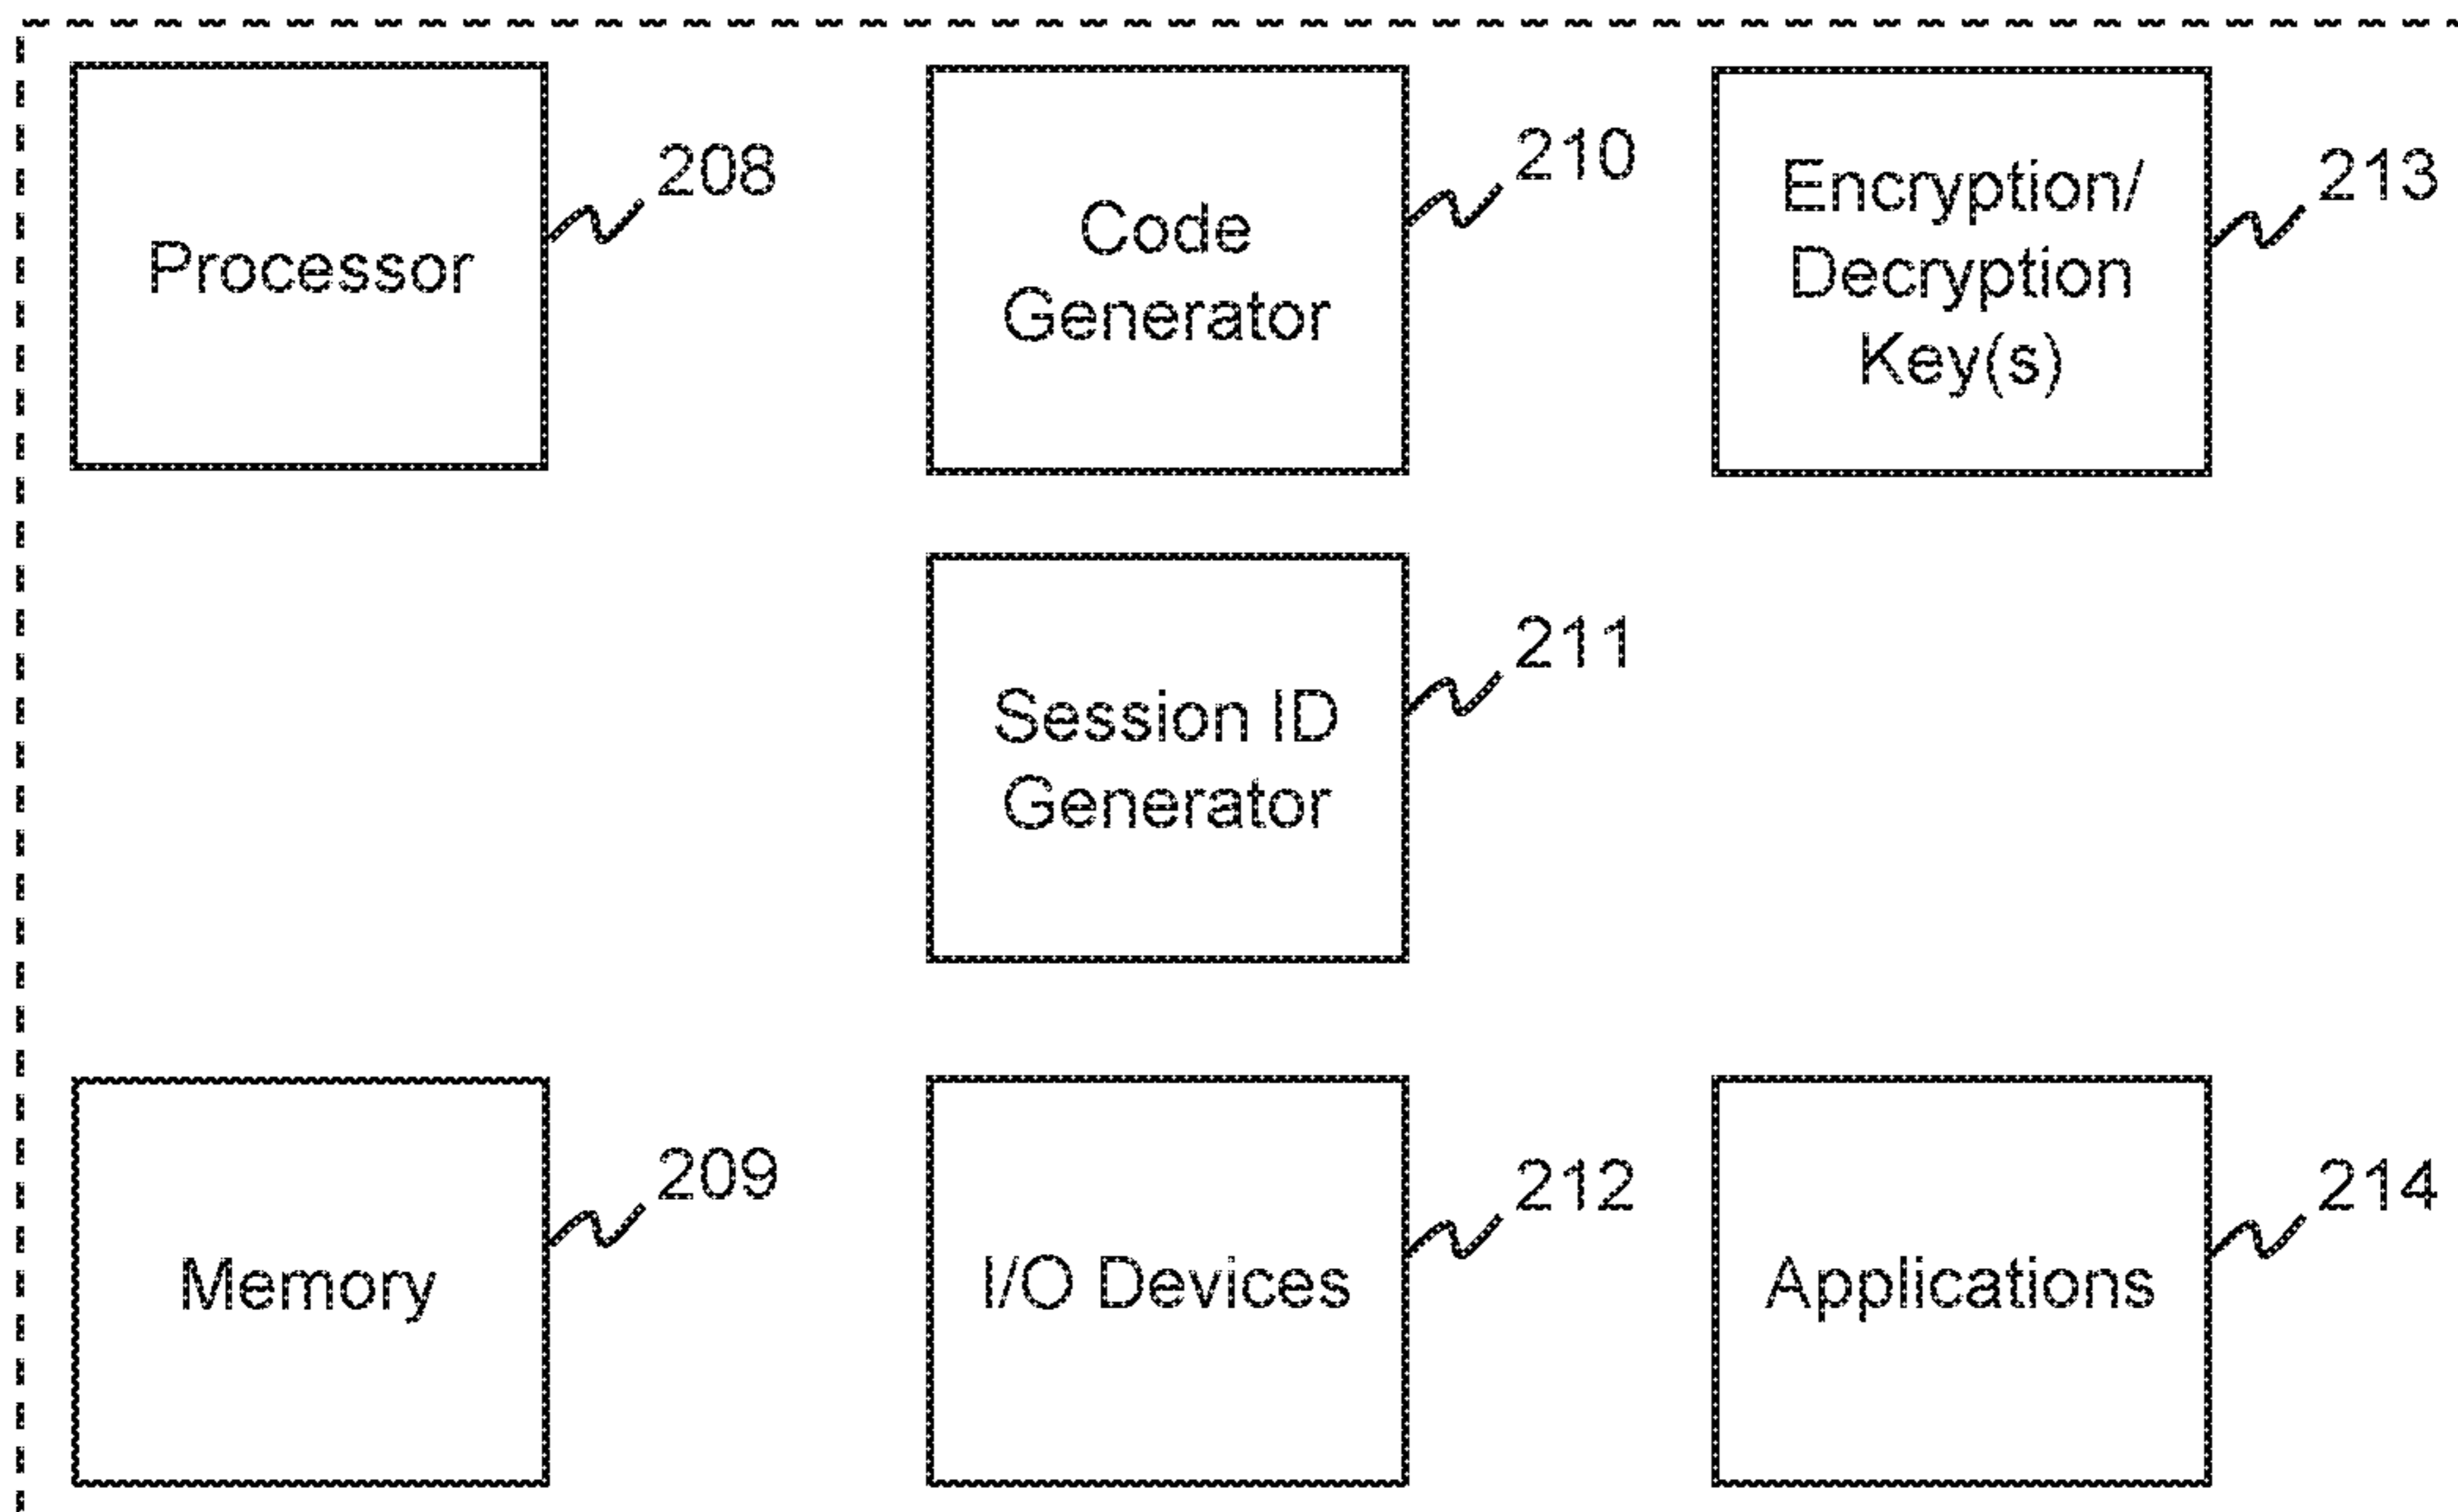 Processor
208
Code
Generator
210
Encryption/
Decryption
Key(s)
213
Session ID
Generator
211
Memory
209
I/O Devices
212
Applications
214